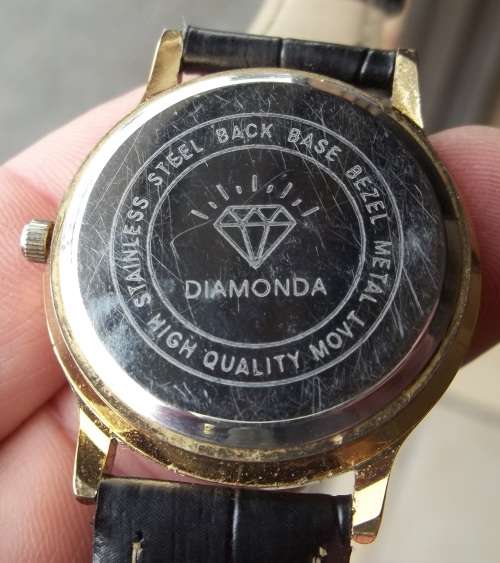 STAINLESS STEEL BACK BASE BEZEL METAL
DIAMONDA
HIGH QUALITY MOVT